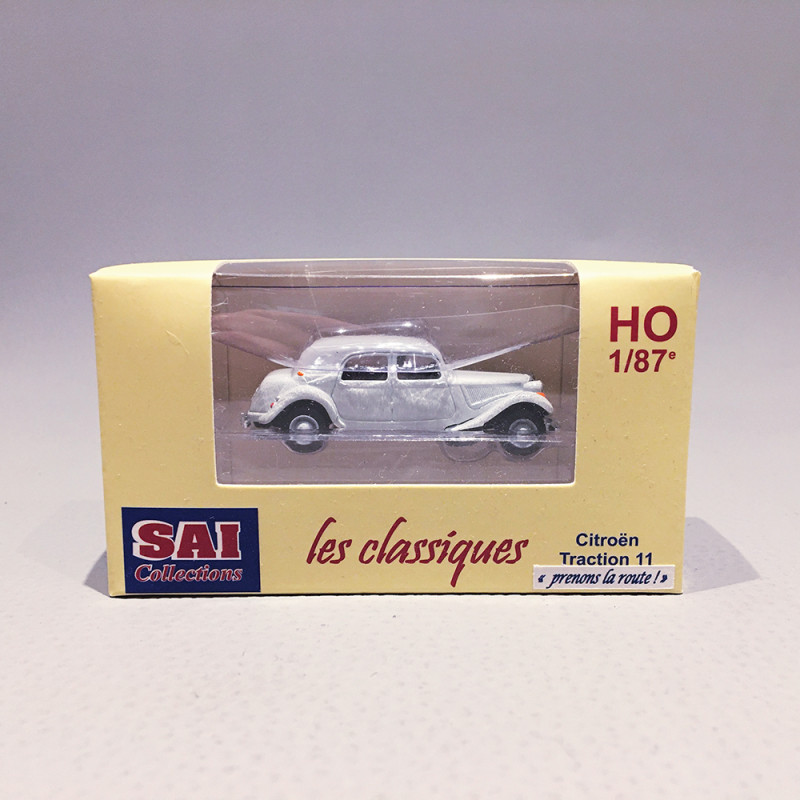 HO
1/87e
SAI
Collections
les classiques
Citroën
Traction 11
« prenons la route ! »